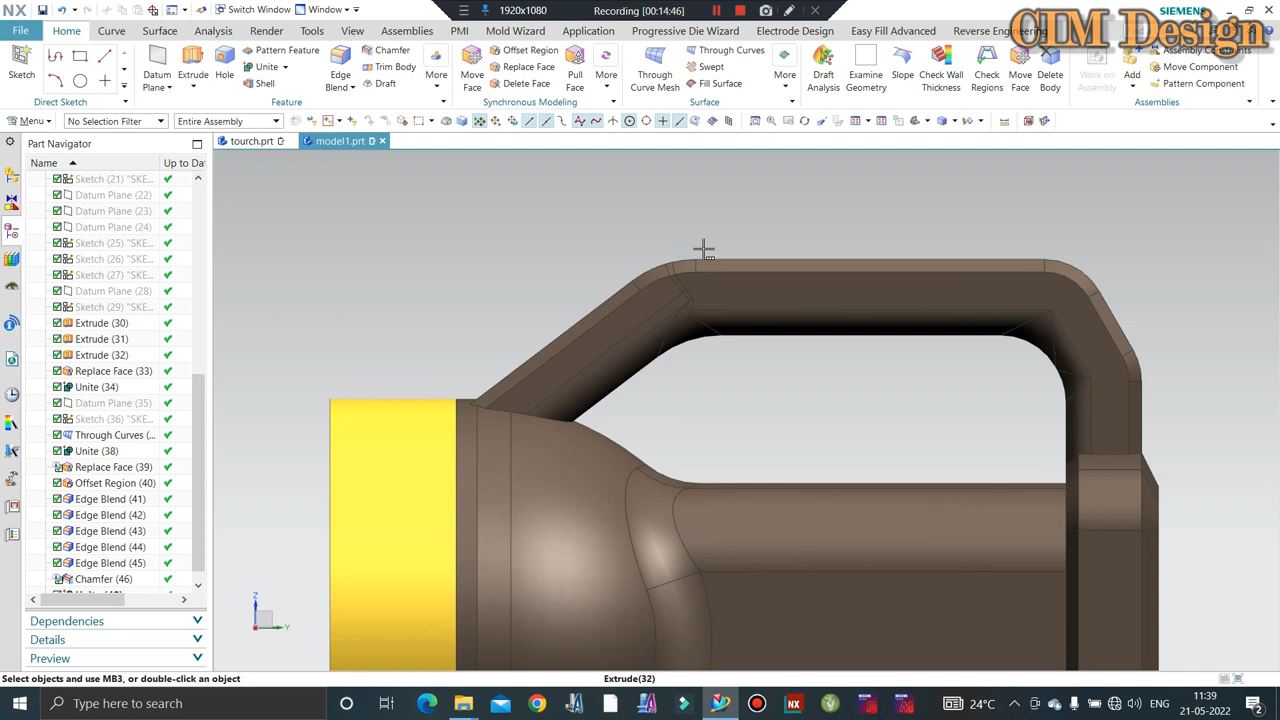 NX
Switch Window
Window
1920x1080
Recording [00:14:46]
SIEMENS
CIM Design
File
Home
Curve
Surface
Analysis
Render
Tools
View
Assemblies
Mold Wizard
Application
Progressive Die Wizard
Electrode Design
Easy Fill Advanced
Reverse Engineering
Sketch
Datum Plane
Extrude
Hole
Pattern Feature
Unite
Shell
Edge Blend
Chamfer
Trim Body
Draft
More
Move Face
Offset Region
Replace Face
Delete Face
Pull Face
More
Through Curve Mesh
Through Curves
Swept
Fill Surface
More
Draft Analysis
Examine Geometry
Slope
Check Wall Thickness
Check Regions
Move Face
Delete Body
Work on Assembly
Add
Assembly Constraints
Move Component
Pattern Component
Direct Sketch
Feature
Synchronous Modeling
Surface
Assemblies
Menu
No Selection Filter
Entire Assembly
Part Navigator
tourch.prt
model1.prt
Name
Up to Da
Sketch (21) "SKE...
Datum Plane (22)
Datum Plane (23)
Datum Plane (24)
Sketch (25) "SKE...
Sketch (26) "SKE...
Sketch (27) "SKE...
Datum Plane (28)
Sketch (29) "SKE...
Extrude (30)
Extrude (31)
Extrude (32)
Replace Face (33)
Unite (34)
Datum Plane (35)
Sketch (36) "SKE...
Through Curves (...
Unite (38)
Replace Face (39)
Offset Region (40)
Edge Blend (41)
Edge Blend (42)
Edge Blend (43)
Edge Blend (44)
Edge Blend (45)
Chamfer (46)
Dependencies
Details
Preview
Z
Y
Select objects and use MB3, or double-click an object
Extrude(32)
Type here to search
24°C
ENG
11:39
21-05-2022